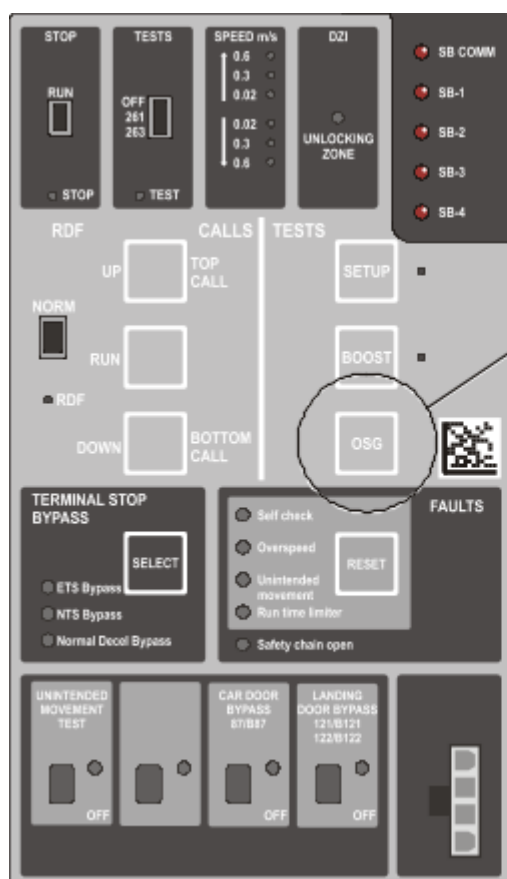 STOP
RUN
STOP
TESTS
OFF
261
263
TEST
SPEED m/s
0.6
0.3
0.02
0.02
0.3
0.6
DZI
UNLOCKING
ZONE
SB COMM
SB-1
SB-2
SB-3
SB-4
RDF
CALLS
TESTS
UP
TOP
CALL
SETUP
NORM
RUN
BOOST
RDF
DOWN
BOTTOM
CALL
OSG
TERMINAL STOP
BYPASS
SELECT
ETS Bypass
NTS Bypass
Normal Decel Bypass
FAULTS
Self check
Overspeed
Unintended
movement
Run time limiter
RESET
Safety chain open
UNINTENDED
MOVEMENT
TEST
OFF
OFF
CAR DOOR
BYPASS
87/B87
OFF
LANDING
DOOR BYPASS
121/B121
122/B122
OFF